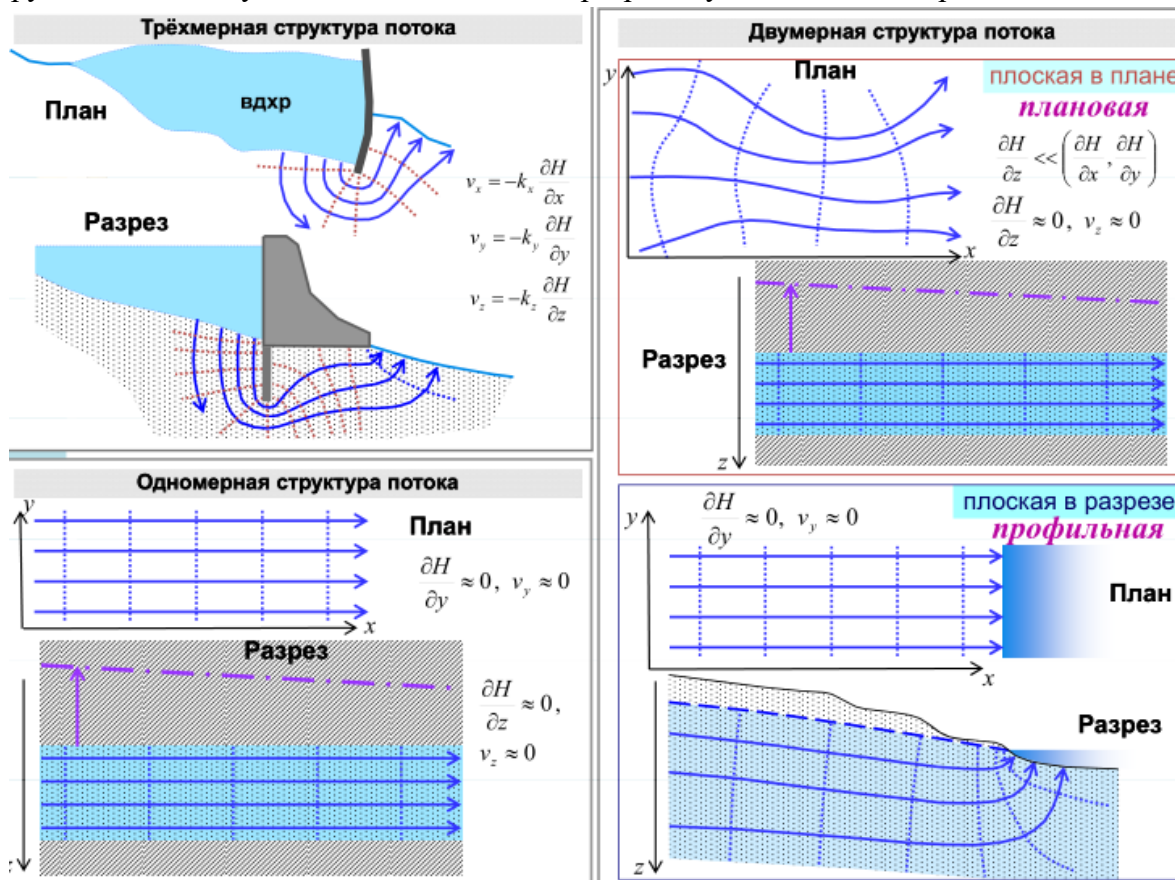 Трёхмерная структура потока
План
вдхр
v_x = -k_x ∂H/∂x
Разрез
v_y = -k_y ∂H/∂y
v_z = -k_z ∂H/∂z
Двумерная структура потока
y
План
плоская в плане
плановая
∂H/∂z << (∂H/∂x, ∂H/∂y)
∂H/∂z ≈ 0, v_z ≈ 0
x
Разрез
z
Одномерная структура потока
y
План
∂H/∂y ≈ 0, v_y ≈ 0
x
Разрез
∂H/∂z ≈ 0,
v_z ≈ 0
y
∂H/∂y ≈ 0, v_y ≈ 0
плоская в разрезе
профильная
План
x
Разрез
z